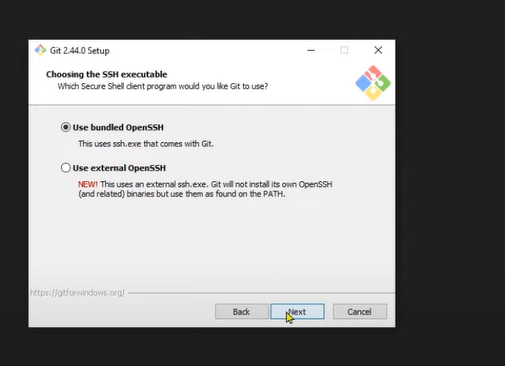 Git 2.44.0 Setup
Choosing the SSH executable
Which Secure Shell client program would you like Git to use?
Use bundled OpenSSH
This uses ssh.exe that comes with Git.
Use external OpenSSH
NEW! This uses an external ssh.exe. Git will not install its own OpenSSH
(and related) binaries but use them as found on the PATH.
https://gitforwindows.org/
Back Next Cancel